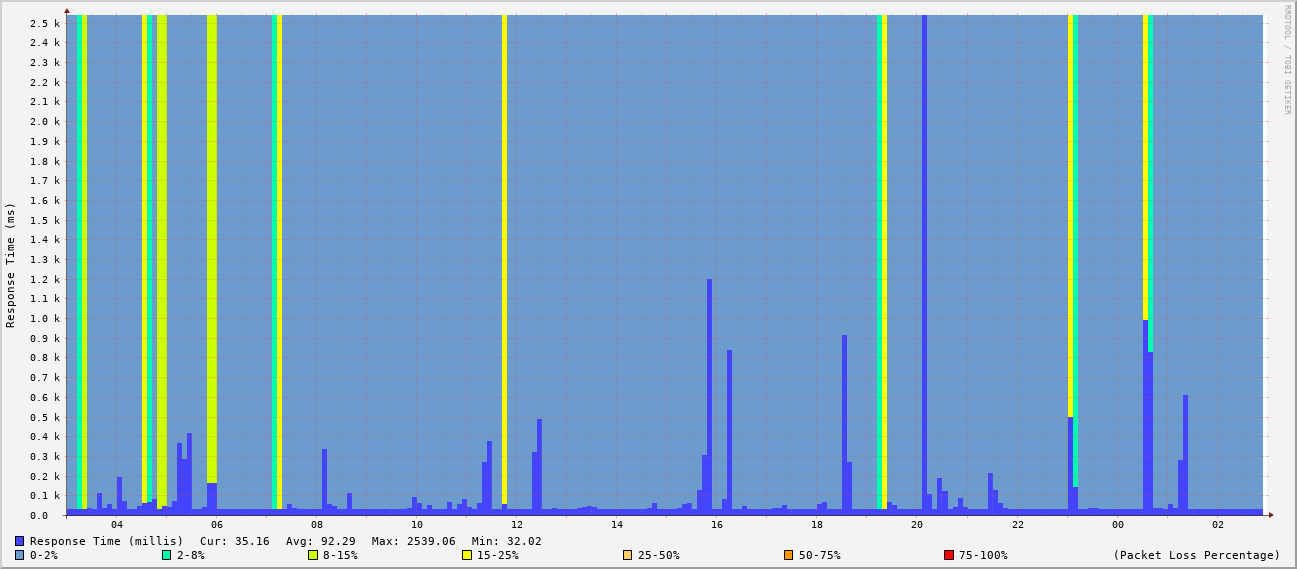 RRDTOOL / TOBI OETIKER
Response Time (ms)
2.5 k
2.4 k
2.3 k
2.2 k
2.1 k
2.0 k
1.9 k
1.8 k
1.7 k
1.6 k
1.5 k
1.4 k
1.3 k
1.2 k
1.1 k
1.0 k
0.9 k
0.8 k
0.7 k
0.6 k
0.5 k
0.4 k
0.3 k
0.2 k
0.1 k
0.0
04 06 08 10 12 14 16 18 20 22 00 02
Response Time (millis) Cur: 35.16 Avg: 92.29 Max: 2539.06 Min: 32.02
0-2% 2-8% 8-15% 15-25% 25-50% 50-75% 75-100% (Packet Loss Percentage)